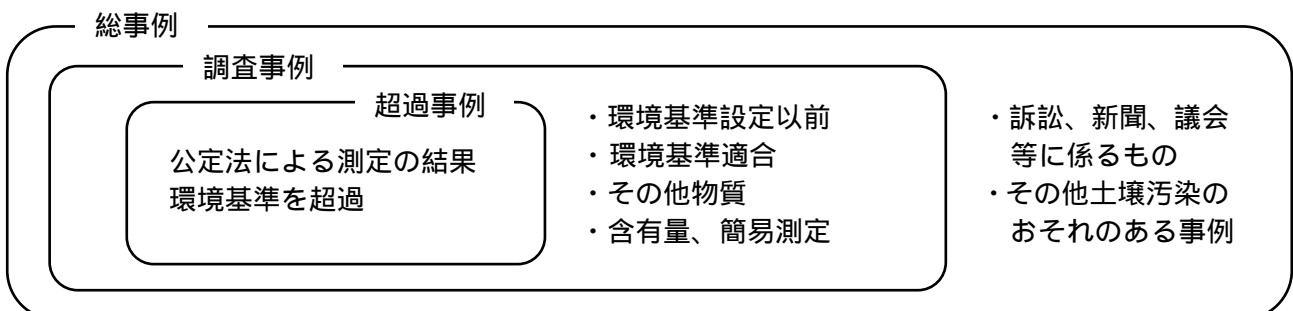 総事例
調査事例
超過事例
公定法による測定の結果
環境基準を超過
・環境基準設定以前
・環境基準適合
・その他物質
・含有量、簡易測定
・訴訟、新聞、議会
等に係るもの
・その他土壌汚染の
おそれのある事例